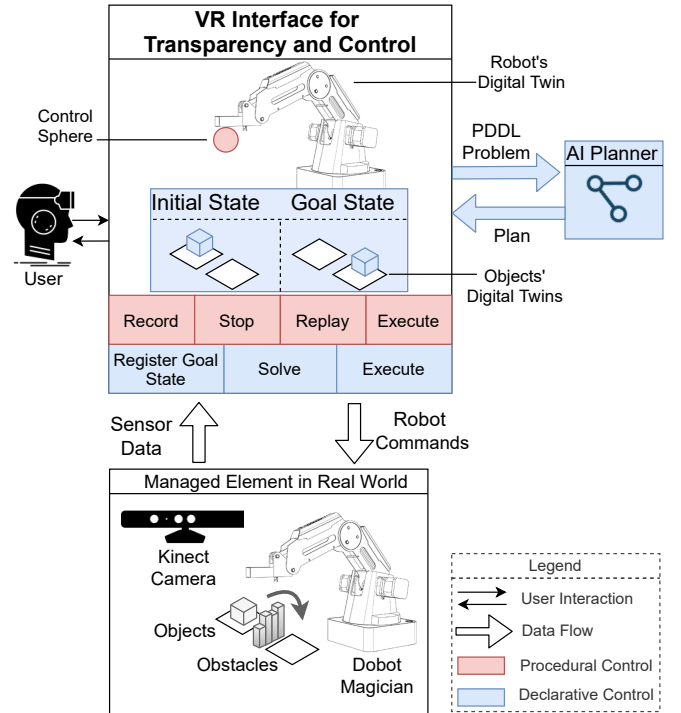 VR Interface for
Transparency and Control
Robot's
Digital Twin
Control
Sphere
PDDL
Problem
AI Planner
Initial State
Goal State
Plan
User
Objects'
Digital Twins
Record
Stop
Replay
Execute
Register Goal
State
Solve
Execute
Sensor
Data
Robot
Commands
Managed Element in Real World
Kinect
Camera
Objects
Obstacles
Dobot
Magician
Legend
User Interaction
Data Flow
Procedural Control
Declarative Control